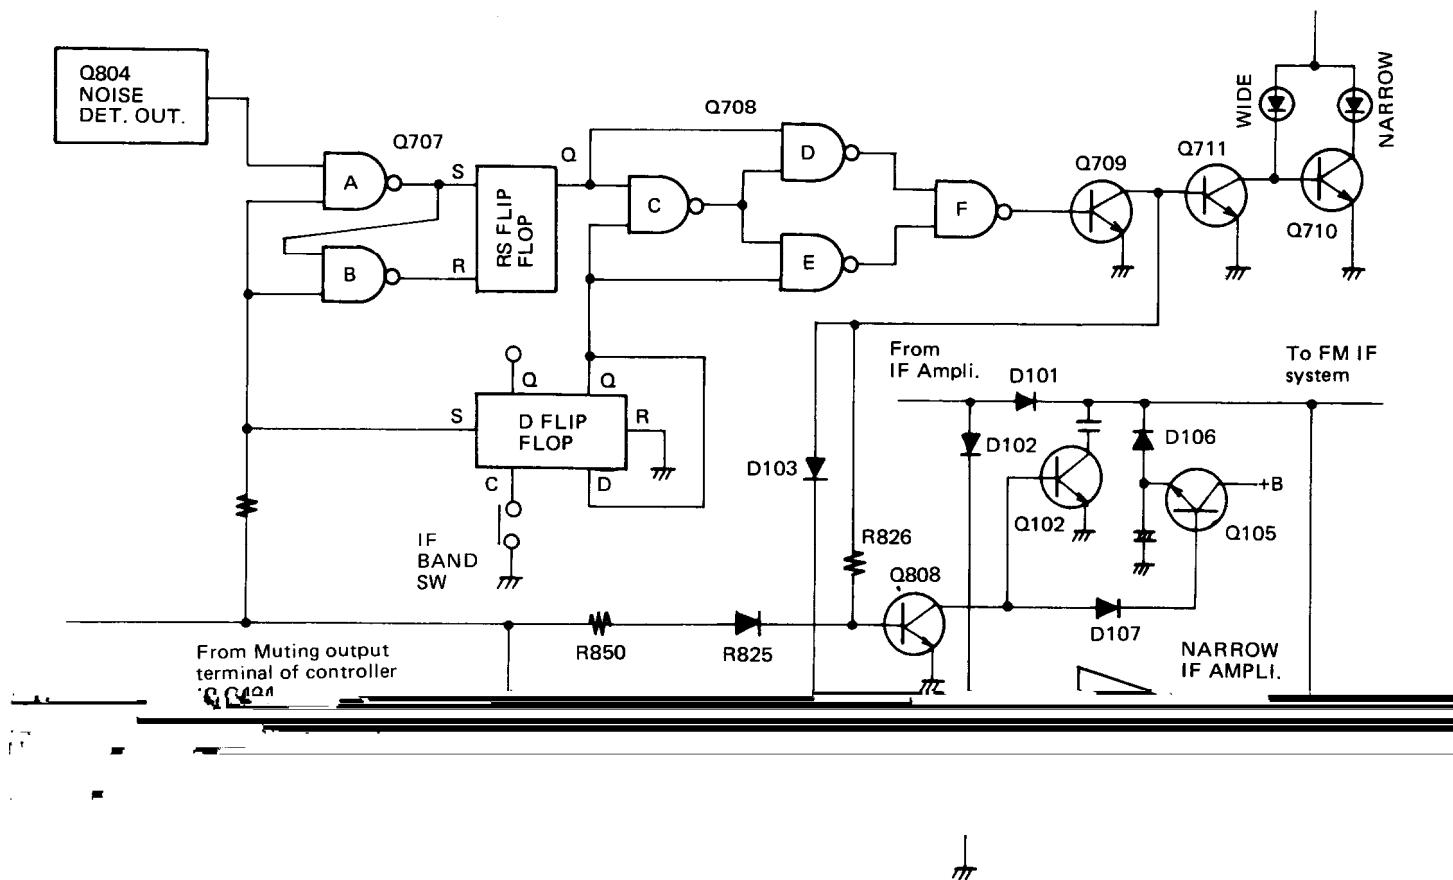 Q804
NOISE
DET. OUT.
Q707
A
B
S
R
RS FLIP
FLOP
Q
Q708
C
D
E
F
Q709
Q711
Q710
WIDE
NARROW
Q
Q
S
D FLIP
FLOP
R
C
D
IF
BAND
SW
D103
R826
Q808
From
IF Ampli.
D101
To FM IF
system
D102
D106
Q102
+B
Q105
D107
R850
R825
NARROW
IF AMPLI.
From Muting output
terminal of controller